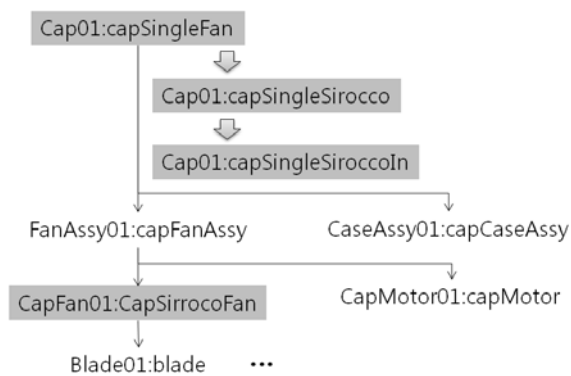 Cap01:capSingleFan
Cap01:capSingleSirocco
Cap01:capSingleSiroccoIn
FanAssy01:capFanAssy
CaseAssy01:capCaseAssy
CapFan01:CapSirrocoFan
CapMotor01:capMotor
Blade01:blade
...